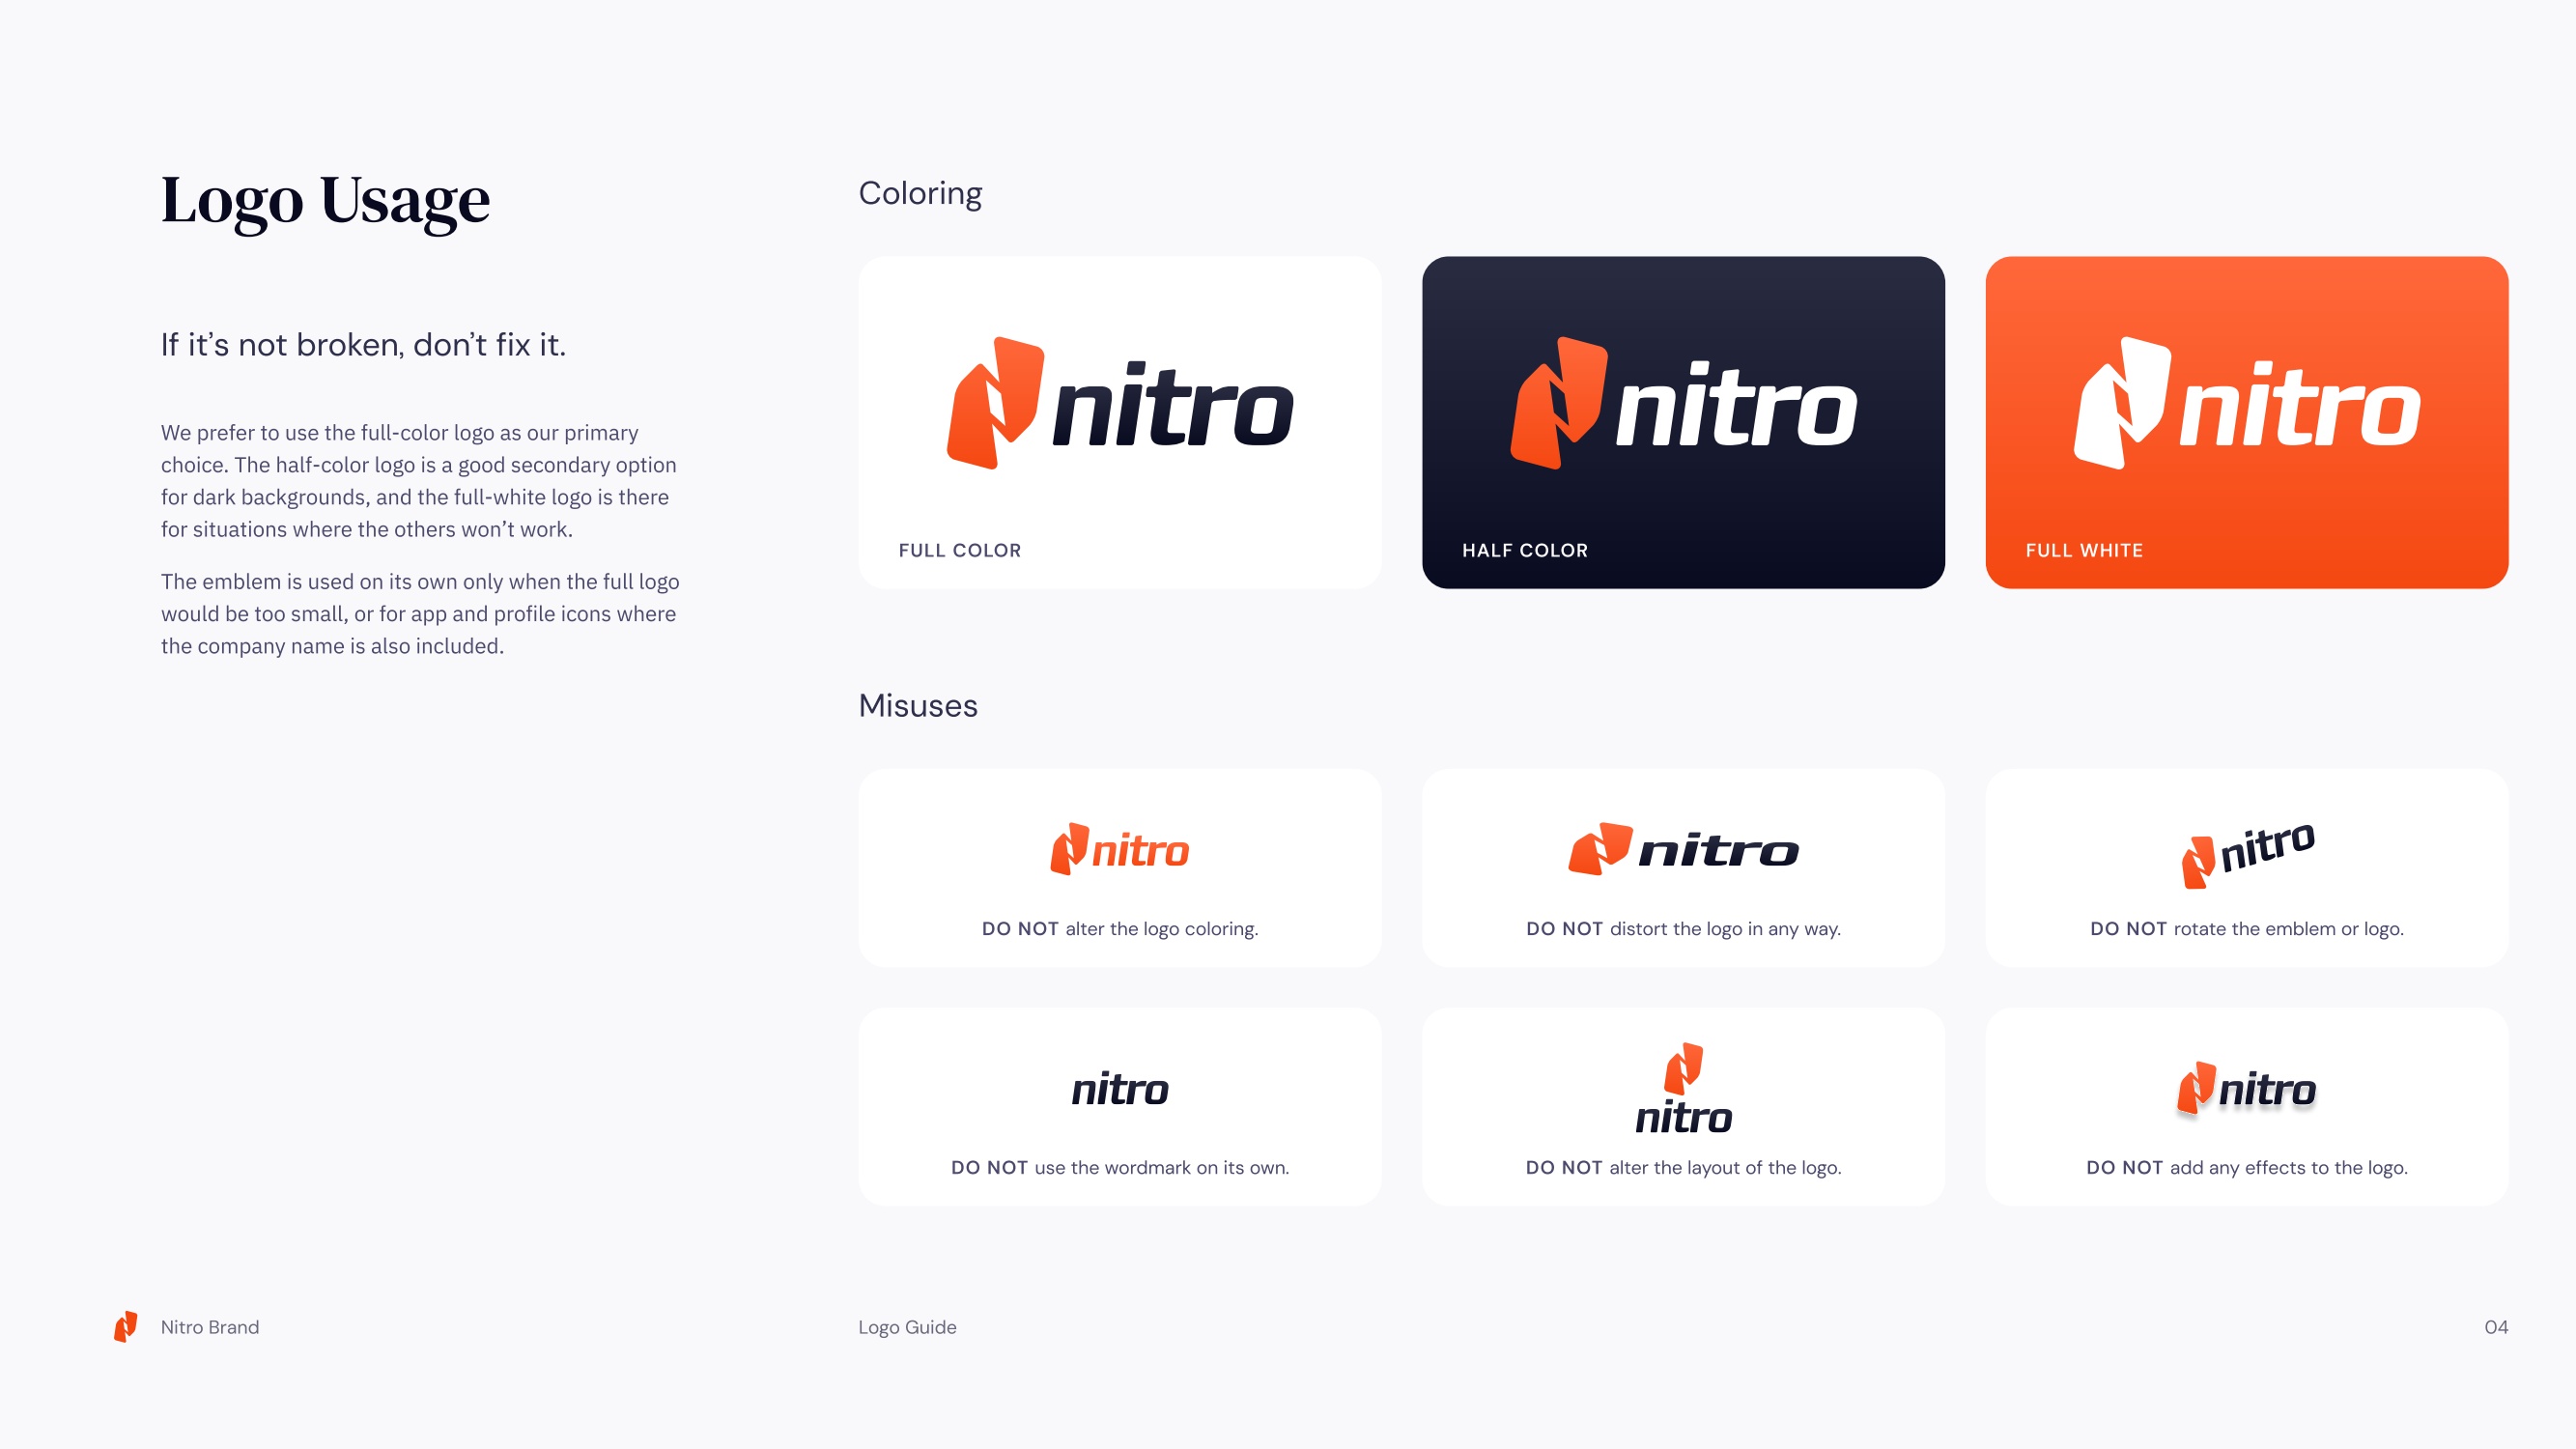 Logo Usage
If it’s not broken, don’t fix it.
We prefer to use the full-color logo as our primary
choice. The half-color logo is a good secondary option
for dark backgrounds, and the full-white logo is there
for situations where the others won’t work.
The emblem is used on its own only when the full logo
would be too small, or for app and profile icons where
the company name is also included.
Coloring
nitro
FULL COLOR
nitro
HALF COLOR
nitro
FULL WHITE
Misuses
nitro
DO NOT alter the logo coloring.
nitro
DO NOT distort the logo in any way.
nitro
DO NOT rotate the emblem or logo.
nitro
DO NOT use the wordmark on its own.
nitro
DO NOT alter the layout of the logo.
nitro
DO NOT add any effects to the logo.
Nitro Brand
Logo Guide
04